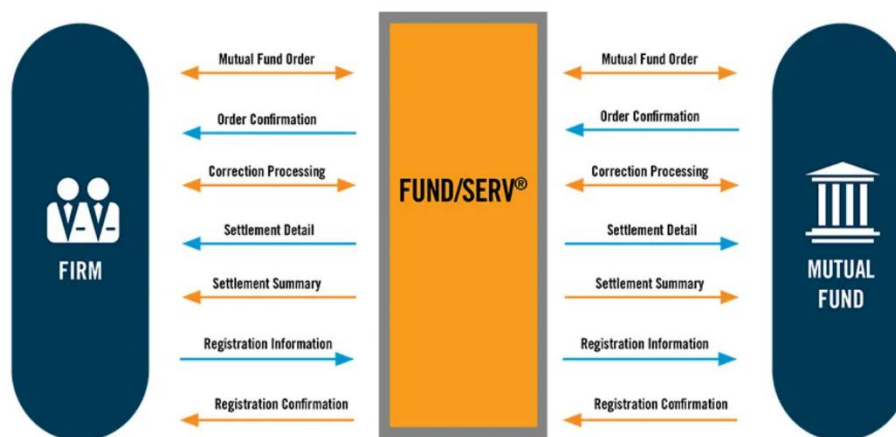 Mutual Fund Order
Mutual Fund Order
Order Confirmation
Order Confirmation
Correction Processing
Correction Processing
FUND/SERV®
Settlement Detail
Settlement Detail
FIRM
MUTUAL
FUND
Settlement Summary
Settlement Summary
Registration Information
Registration Information
Registration Confirmation
Registration Confirmation